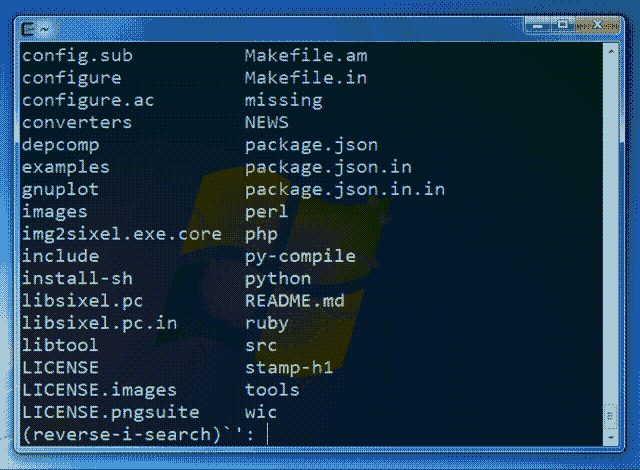 ~
config.sub Makefile.am
configure Makefile.in
configure.ac missing
converters NEWS
depcomp package.json
examples package.json.in
gnuplot package.json.in.in
images perl
img2sixel.exe.core php
include py-compile
install-sh python
libsixel.pc README.md
libsixel.pc.in ruby
libtool src
LICENSE stamp-h1
LICENSE.images tools
LICENSE.pngsuite wic
(reverse-i-search)`':